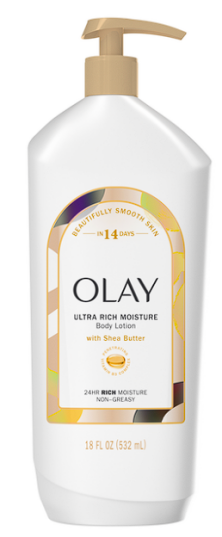 BEAUTIFULLY SMOOTH SKIN
IN 14 DAYS
OLAY
ULTRA RICH MOISTURE
Body Lotion
with Shea Butter
24HR RICH MOISTURE
NON-GREASY
18 FL OZ (532 mL)